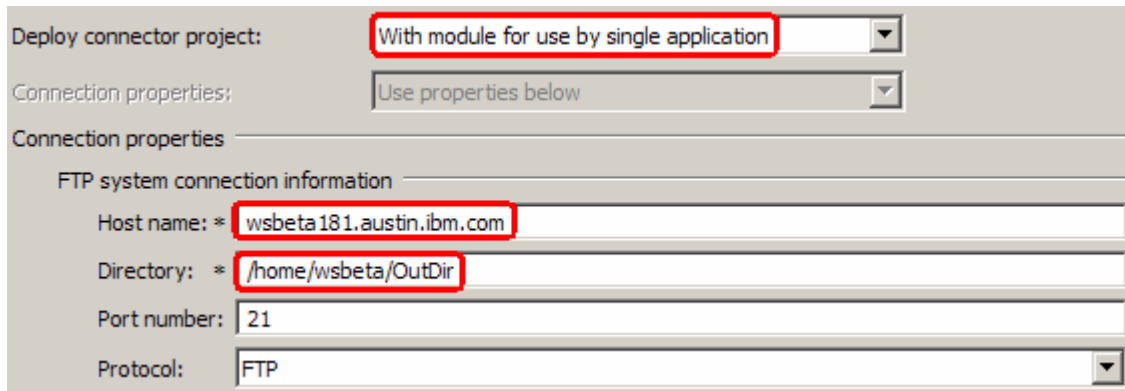 Deploy connector project: With module for use by single application
Connection properties: Use properties below
Connection properties
FTP system connection information
Host name: * wsbeta181.austin.ibm.com
Directory: * /home/wsbeta/OutDir
Port number: 21
Protocol: FTP